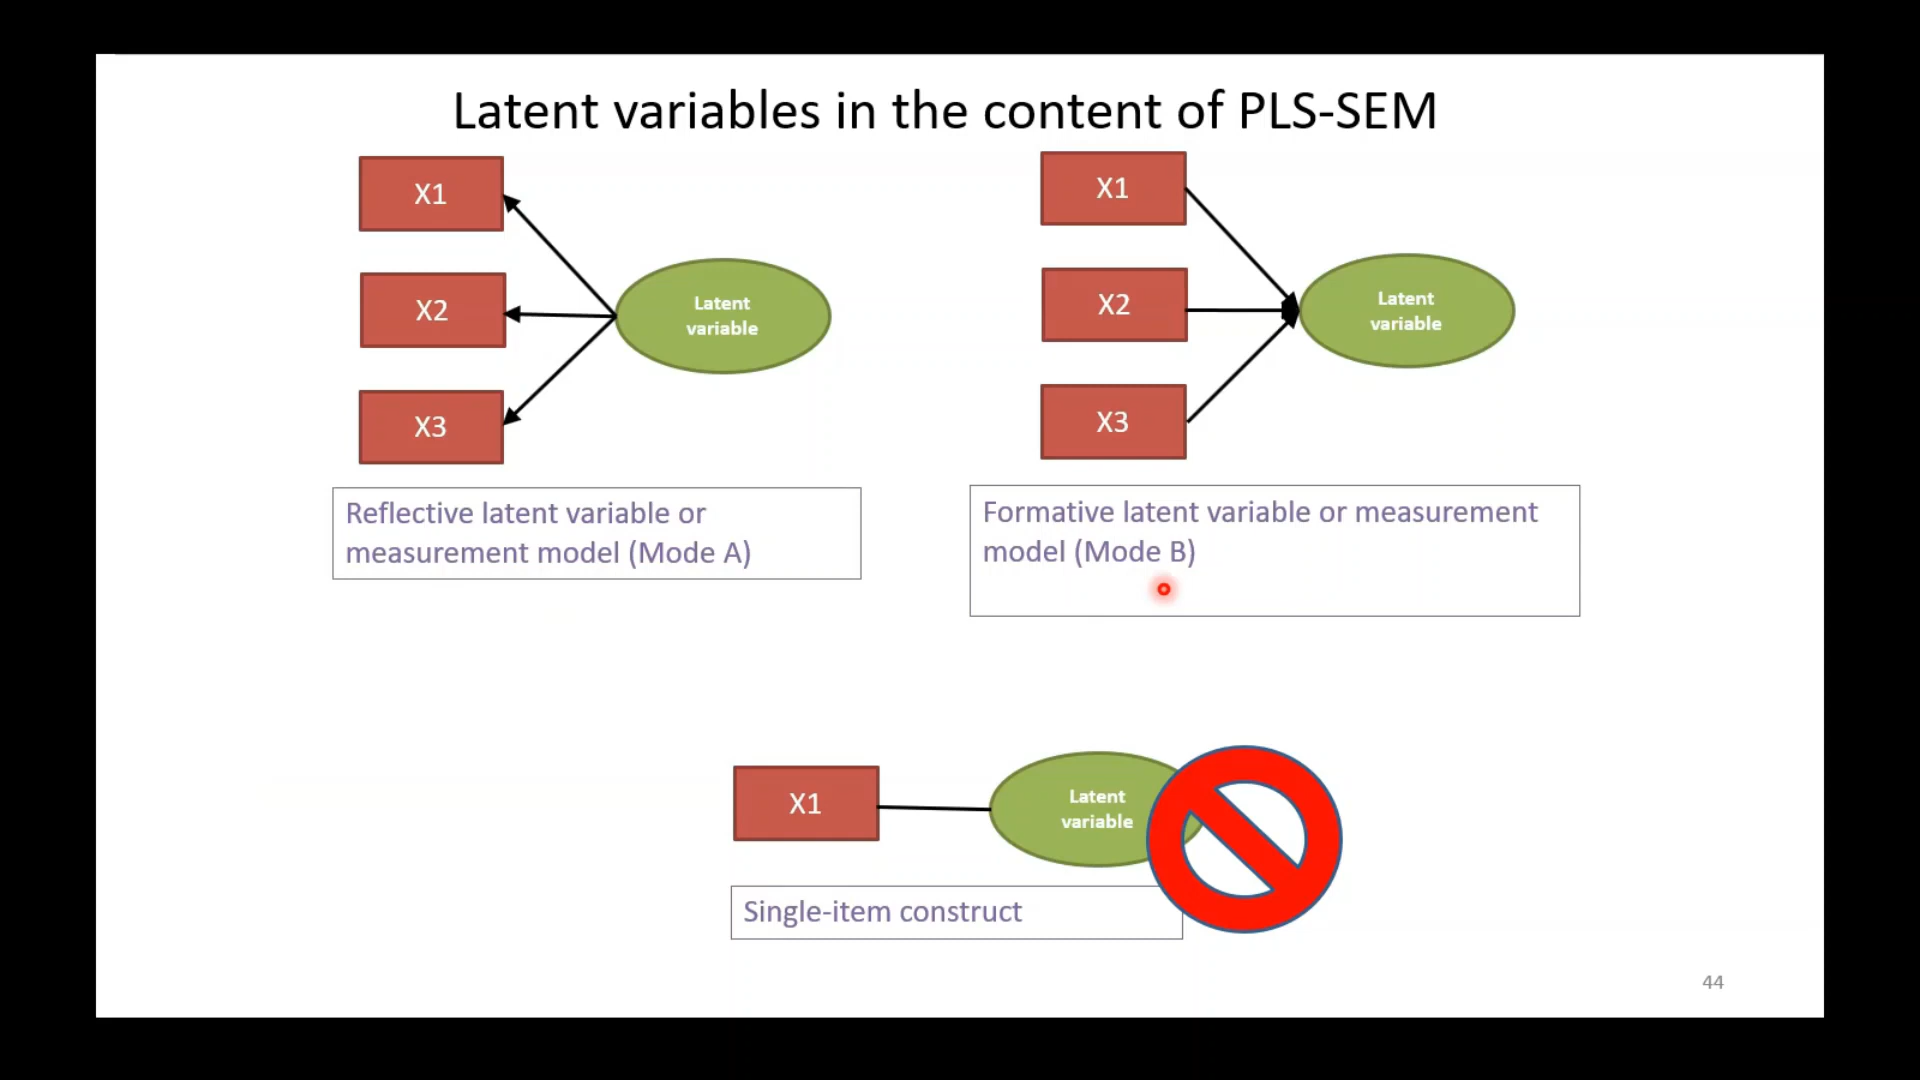 Latent variables in the content of PLS-SEM
X1
X2
X3
Latent
variable
Reflective latent variable or
measurement model (Mode A)
X1
X2
X3
Latent
variable
Formative latent variable or measurement
model (Mode B)
X1
Latent
variable
Single-item construct
44